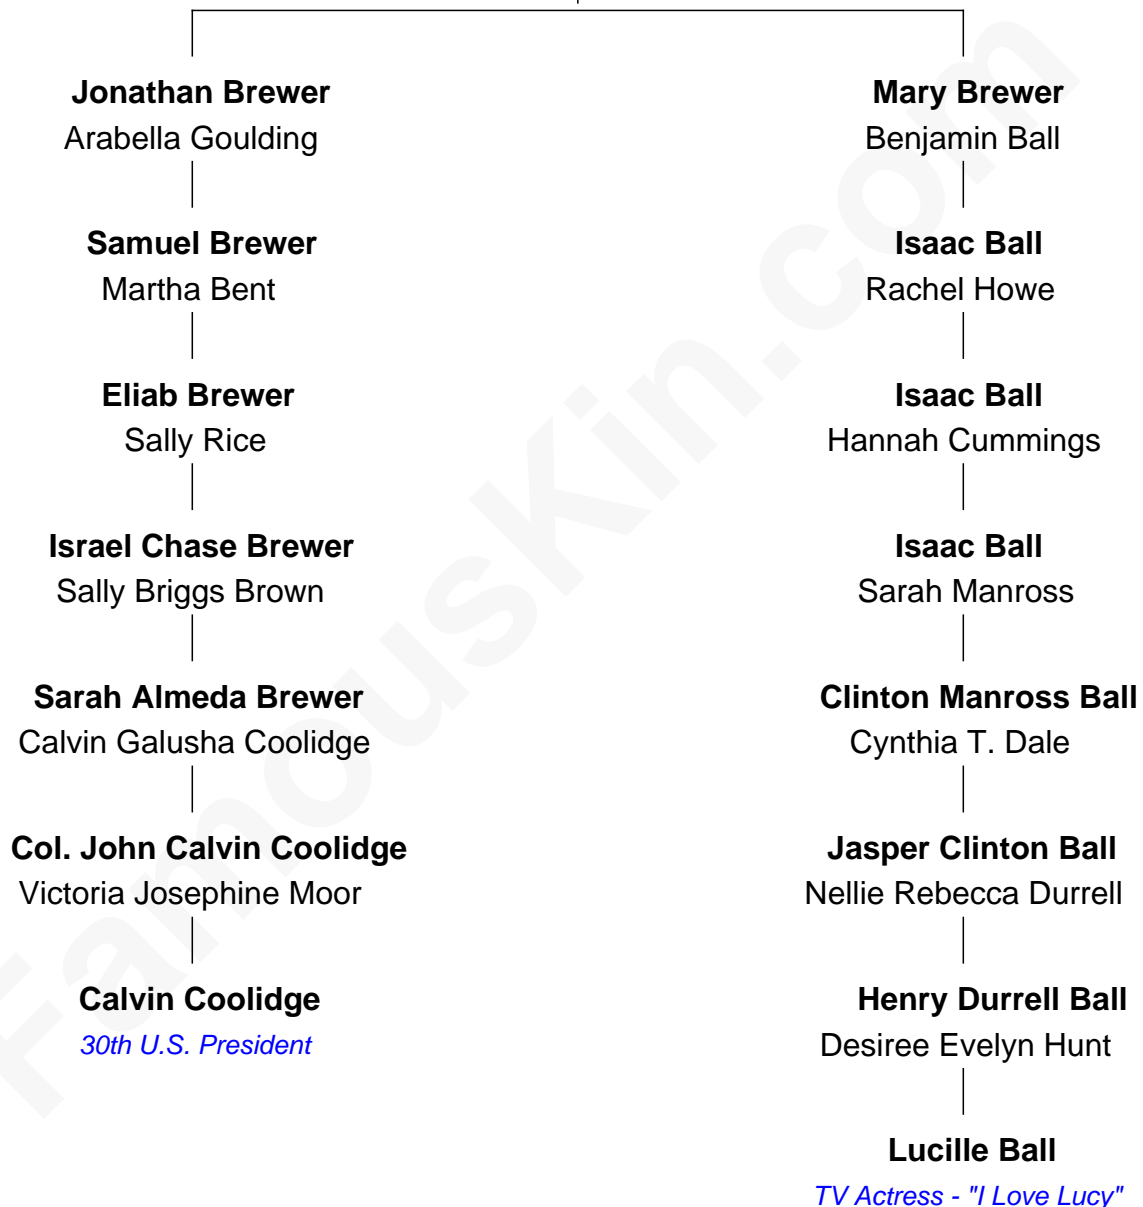 Jonathan Brewer
Arabella Goulding
Samuel Brewer
Martha Bent
Eliab Brewer
Sally Rice
Israel Chase Brewer
Sally Briggs Brown
Sarah Almeda Brewer
Calvin Galusha Coolidge
Col. John Calvin Coolidge
Victoria Josephine Moor
Calvin Coolidge
30th U.S. President
Mary Brewer
Benjamin Ball
Isaac Ball
Rachel Howe
Isaac Ball
Hannah Cummings
Isaac Ball
Sarah Manross
Clinton Manross Ball
Cynthia T. Dale
Jasper Clinton Ball
Nellie Rebecca Durrell
Henry Durrell Ball
Desiree Evelyn Hunt
Lucille Ball
TV Actress - "I Love Lucy"
FamousKin.com